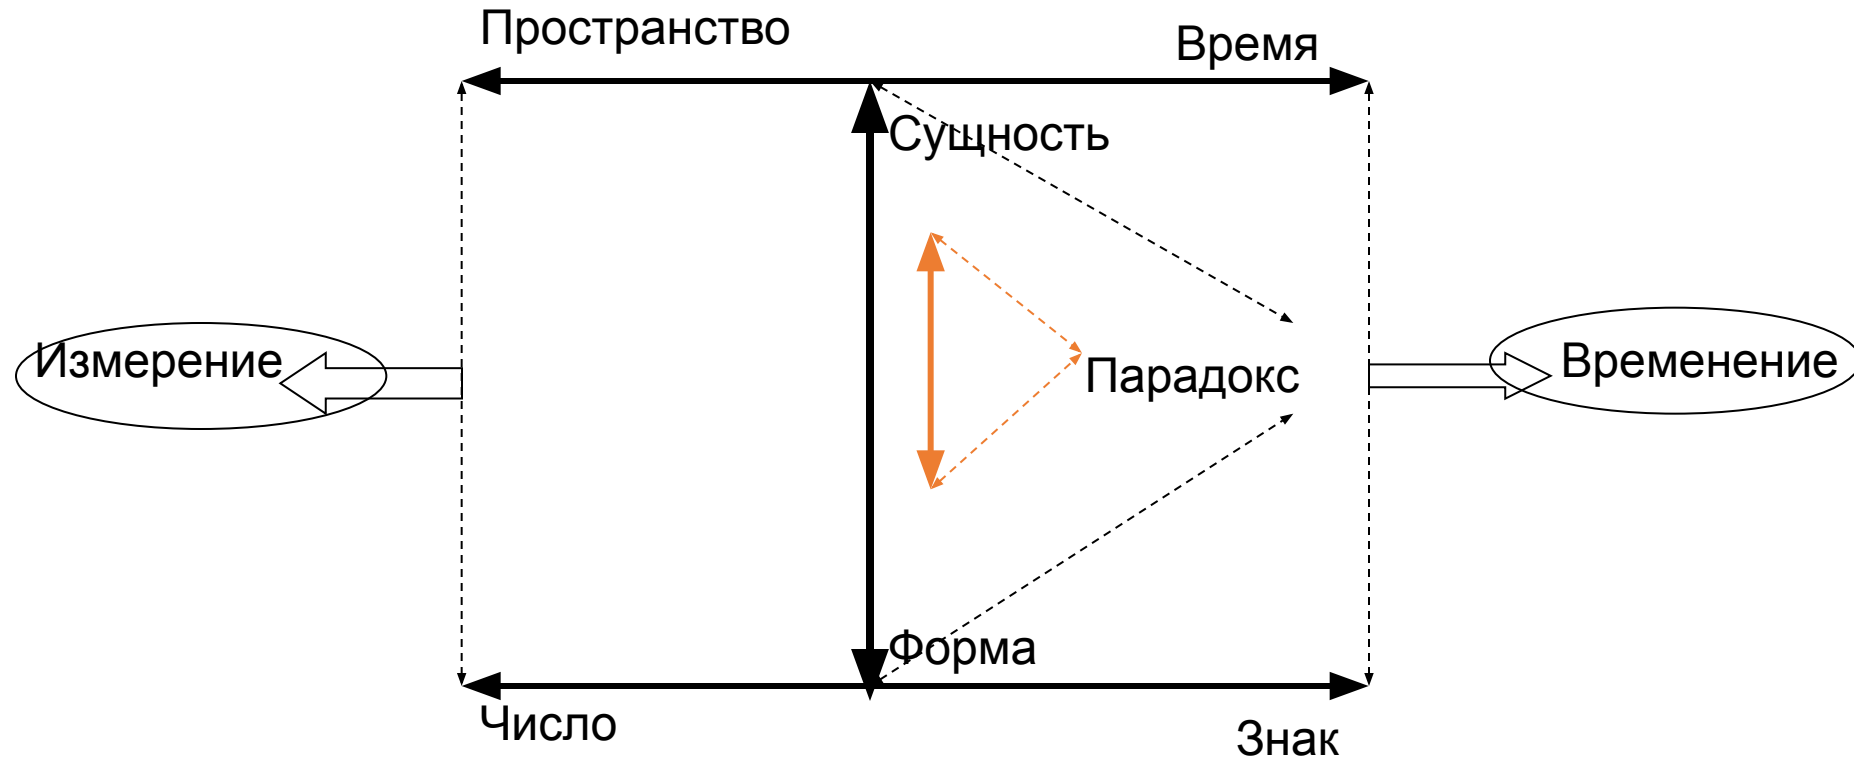 Пространство
Время
Сущность
Измерение
Парадокс
Временение
Форма
Число
Знак